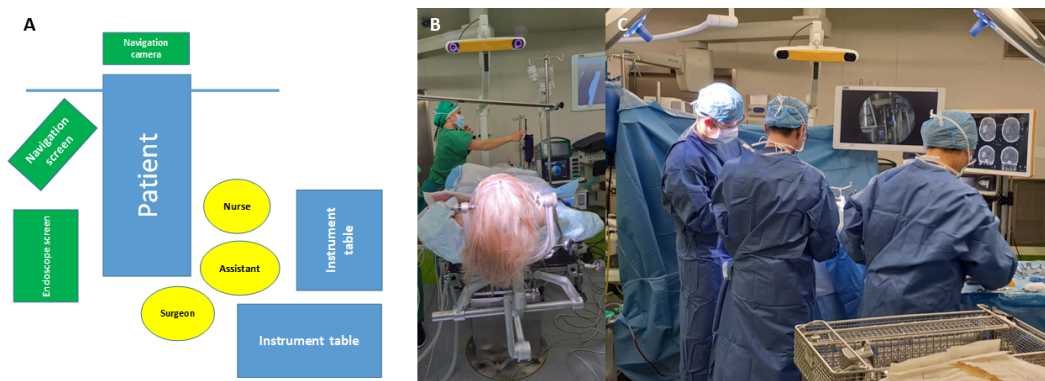 A
Navigation
camera
Navigation
screen
Patient
Endoscope screen
Nurse
Assistant
Surgeon
Instrument
table
Instrument table
B
C